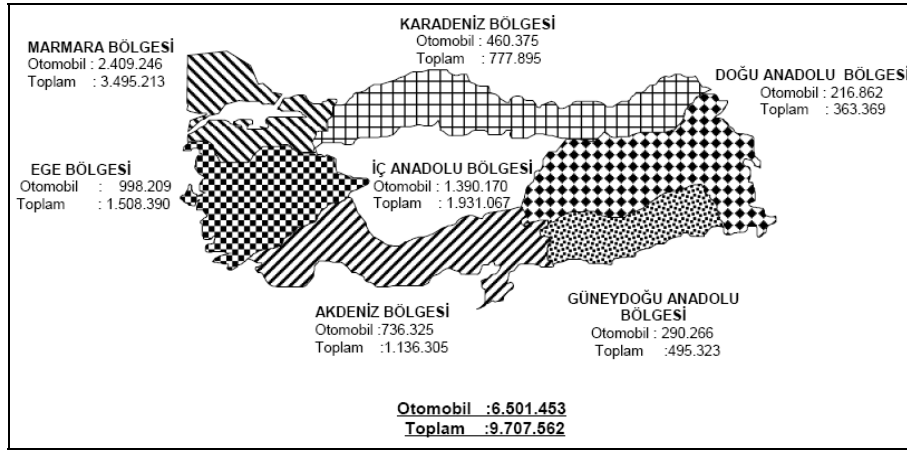 KARADENİZ BÖLGESİ
Otomobil : 460.375
Toplam : 777.895
MARMARA BÖLGESİ
Otomobil : 2.409.246
Toplam : 3.495.213
DOĞU ANADOLU BÖLGESİ
Otomobil : 216.862
Toplam : 363.369
EGE BÖLGESİ
Otomobil : 998.209
Toplam : 1.508.390
İÇ ANADOLU BÖLGESİ
Otomobil : 1.390.170
Toplam : 1.931.067
AKDENİZ BÖLGESİ
Otomobil :736.325
Toplam :1.136.305
GÜNEYDOĞU ANADOLU
BÖLGESİ
Otomobil : 290.266
Toplam :495.323
Otomobil :6.501.453
Toplam :9.707.562